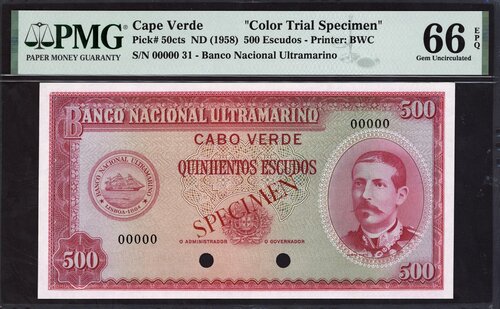 PMG
PAPER MONEY GUARANTY
Cape Verde "Color Trial Specimen"
Pick# 50cts ND (1958) 500 Escudos - Printer: BWC
S/N 00000 31 - Banco Nacional Ultramarino
66 EPQ
Gem Uncirculated
500
BANCO NACIONAL ULTRAMARINO
00000
CABO VERDE
QUINHENTOS ESCUDOS
BANCO NACIONAL ULTRAMARINO
LISBOA-1864
SPECIMEN
00000
O ADMINISTRADOR O GOVERNADOR
500
500